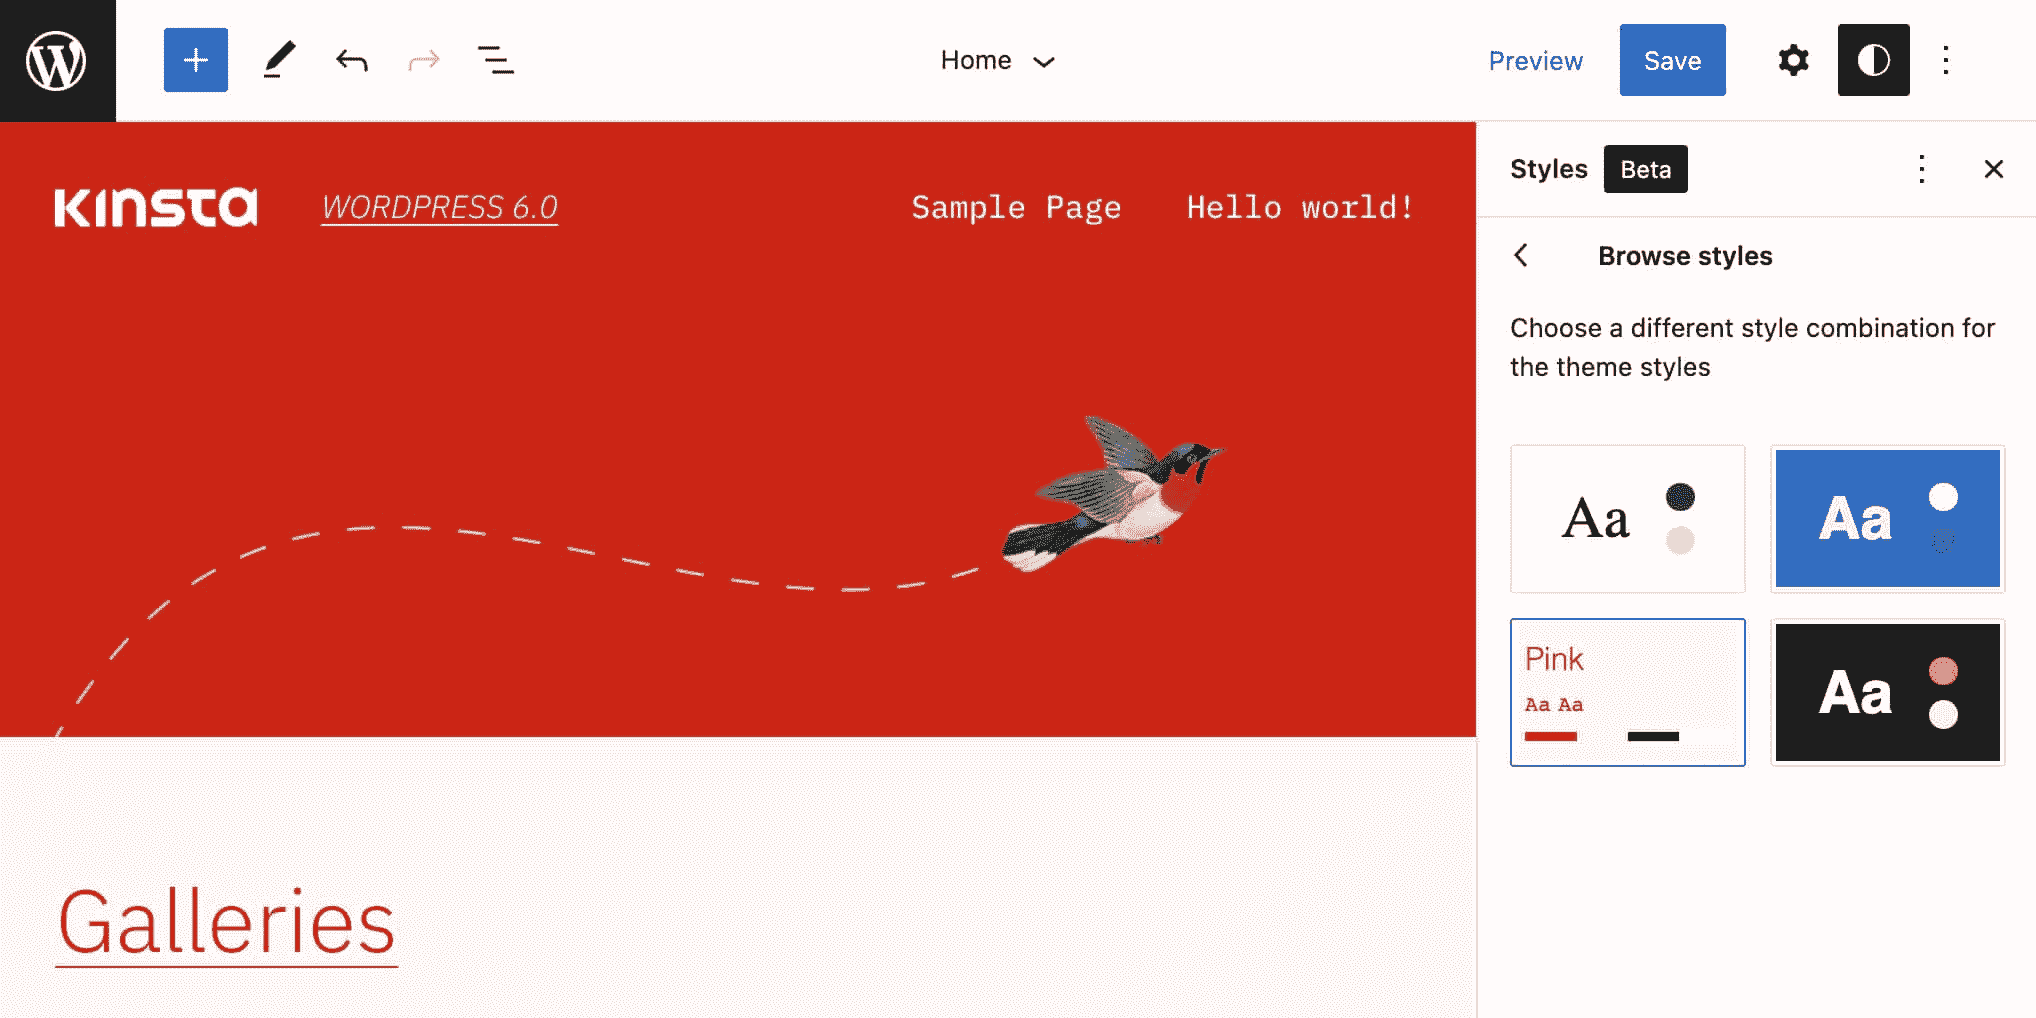 Home
Preview
Save
Kinsta
WORDPRESS 6.0
Sample Page
Hello world!
Galleries
Styles
Beta
Browse styles
Choose a different style combination for
the theme styles
Aa
Aa
Pink
Aa Aa
Aa